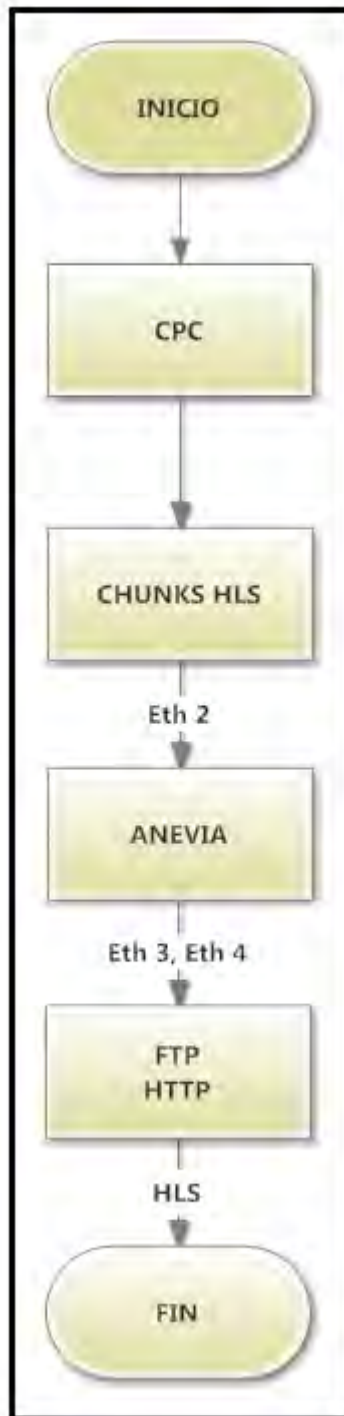 INICIO
CPC
CHUNKS HLS
Eth 2
ANEVIA
Eth 3, Eth 4
FTP
HTTP
HLS
FIN